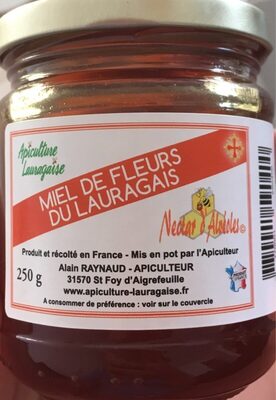 Apiculture
Lauragaise
MIEL DE FLEURS
DU LAURAGAIS
Nectar d'Abeilles ©
Produit et récolté en France - Mis en pot par l'Apiculteur
250 g
Alain RAYNAUD - APICULTEUR
31570 St Foy d'Aigrefeuille
www.apiculture-lauragaise.fr
A consommer de préférence : voir sur le couvercle